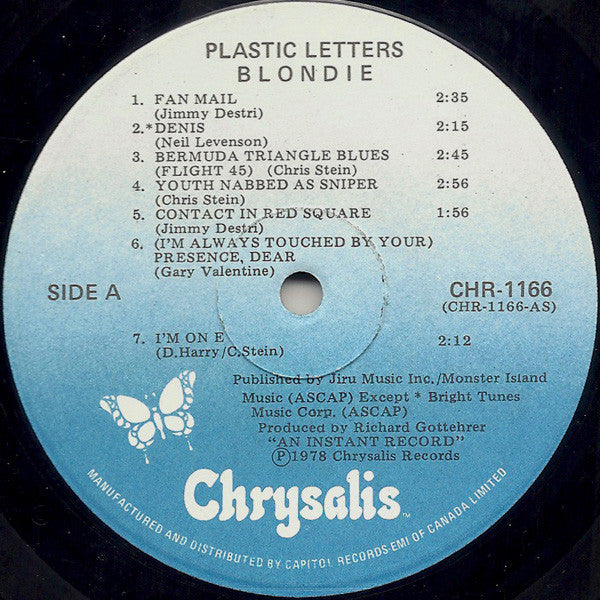 PLASTIC LETTERS
BLONDIE
1. FAN MAIL 2:35
(Jimmy Destri)
2.*DENIS 2:15
(Neil Levenson)
3. BERMUDA TRIANGLE BLUES 2:45
(FLIGHT 45) (Chris Stein)
4. YOUTH NABBED AS SNIPER 2:56
(Chris Stein)
5. CONTACT IN RED SQUARE 1:56
(Jimmy Destri)
6. (I'M ALWAYS TOUCHED BY YOUR)
PRESENCE, DEAR
(Gary Valentine)
SIDE A
CHR-1166
(CHR-1166-AS)
7. I'M ON E 2:12
(D.Harry/C.Stein)
Published by Jiru Music Inc./Monster Island
Music (ASCAP) Except * Bright Tunes
Music Corp. (ASCAP)
Produced by Richard Gottehrer
"AN INSTANT RECORD"
Ⓟ1978 Chrysalis Records
Chrysalis™
MANUFACTURED AND DISTRIBUTED BY CAPITOL RECORDS-EMI OF CANADA LIMITED